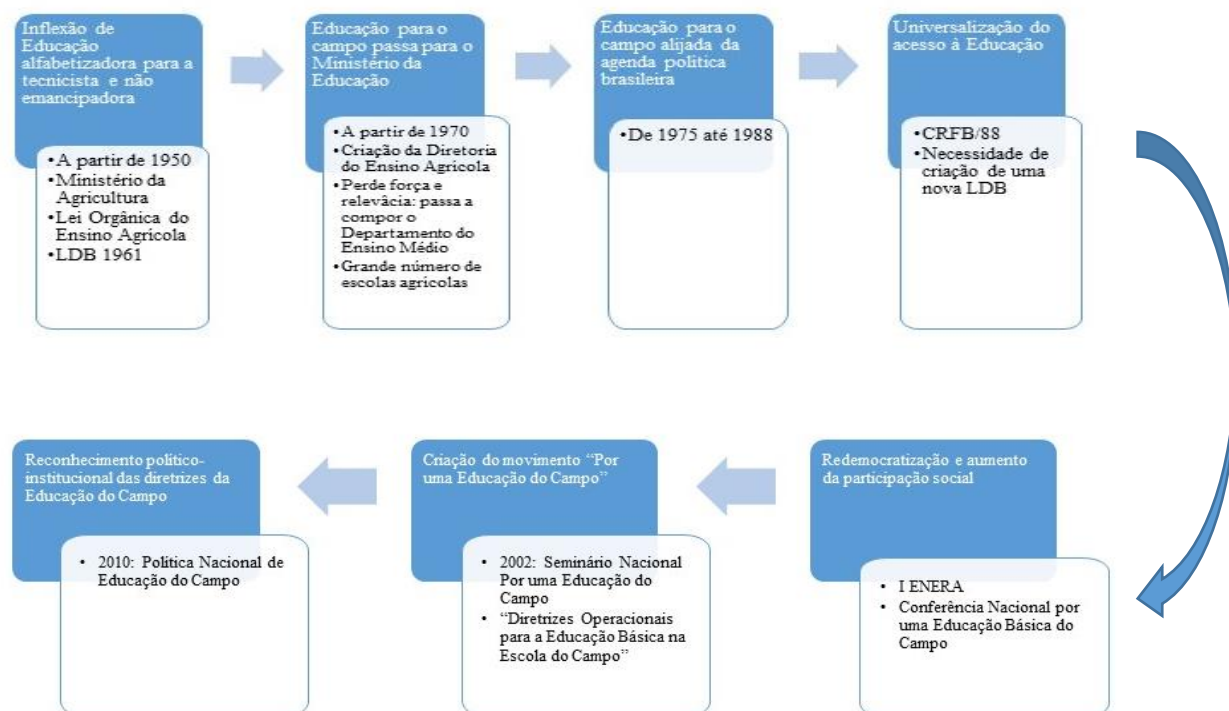 Inflexão de
Educação
alfabetizadora para a
tecnicista e não
emancipadora
•A partir de 1950
•Ministério da
Agricultura
•Lei Orgânica do
Ensino Agricola
•LDB 1961
Educação para o
campo passa para o
Ministério da
Educação
•A partir de 1970
•Criação da Diretoria
do Ensino Agricola
•Perde força e
relevâcia: passa a
compor o
Departamento do
Ensino Médio
•Grande número de
escolas agricolas
Educação para o
campo alijada da
agenda politica
brasileira
•De 1975 até 1988
Universalização do
acesso à Educação
•CRFB/88
•Necessidade de
criação de uma
nova LDB
Redemocratização e aumento
da participação social
• I ENERA
• Conferência Nacional por
uma Educação Básica do
Campo
Criação do movimento “Por
uma Educação do Campo”
• 2002: Seminário Nacional
Por uma Educação do
Campo
• “Diretrizes Operacionais
para a Educação Básica na
Escola do Campo”
Reconhecimento político-
institucional das diretrizes da
Educação do Campo
• 2010: Política Nacional de
Educação do Campo